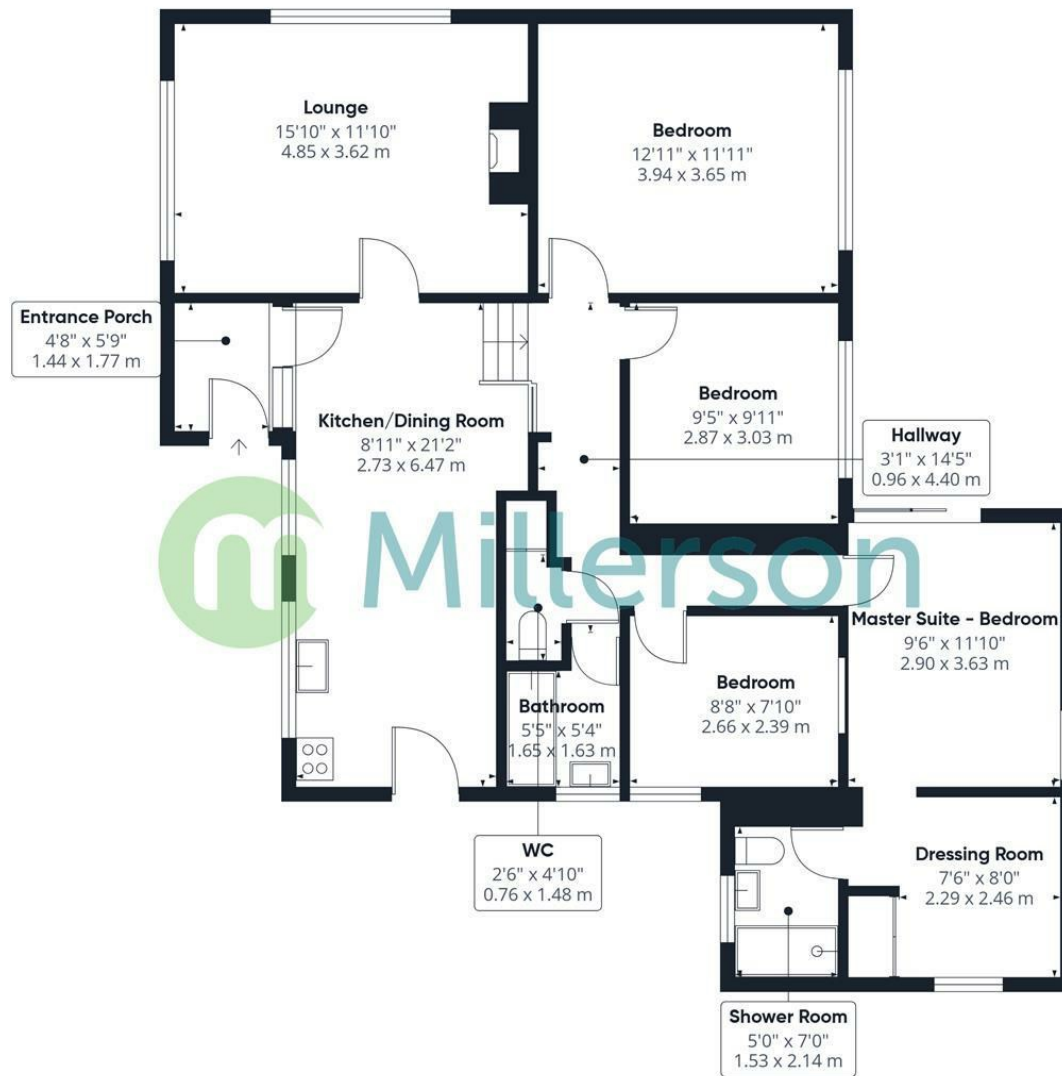 Lounge
15'10" x 11'10"
4.85 x 3.62 m
Bedroom
12'11" x 11'11"
3.94 x 3.65 m
Entrance Porch
4'8" x 5'9"
1.44 x 1.77 m
Kitchen/Dining Room
8'11" x 21'2"
2.73 x 6.47 m
Bedroom
9'5" x 9'11"
2.87 x 3.03 m
Hallway
3'1" x 14'5"
0.96 x 4.40 m
m Millerson
Master Suite - Bedroom
9'6" x 11'10"
2.90 x 3.63 m
Bedroom
8'8" x 7'10"
2.66 x 2.39 m
Bathroom
5'5" x 5'4"
1.65 x 1.63 m
WC
2'6" x 4'10"
0.76 x 1.48 m
Dressing Room
7'6" x 8'0"
2.29 x 2.46 m
Shower Room
5'0" x 7'0"
1.53 x 2.14 m